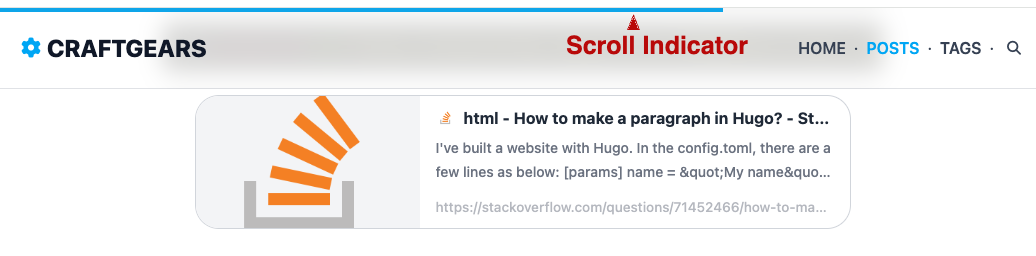 CRAFTGEARS
Scroll Indicator
HOME · POSTS · TAGS ·
html - How to make a paragraph in Hugo? - St...
I've built a website with Hugo. In the config.toml, there are a
few lines as below: [params] name = &quot;My name&quo...
https://stackoverflow.com/questions/71452466/how-to-ma...